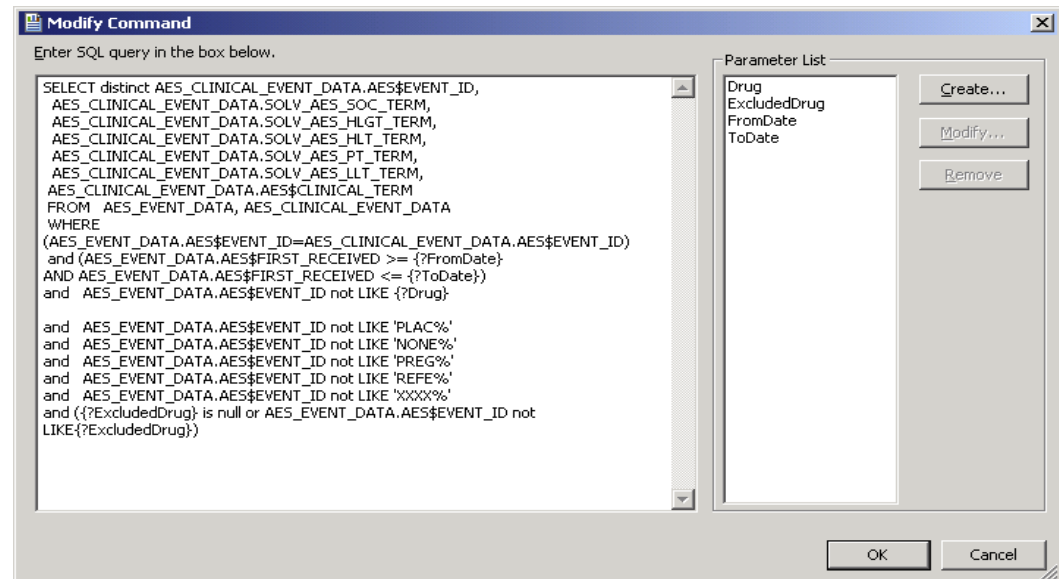 Modify Command
Enter SQL query in the box below.
SELECT distinct AES_CLINICAL_EVENT_DATA.AES$EVENT_ID,
AES_CLINICAL_EVENT_DATA.SOLV_AES_SOC_TERM,
AES_CLINICAL_EVENT_DATA.SOLV_AES_HLGT_TERM,
AES_CLINICAL_EVENT_DATA.SOLV_AES_HLT_TERM,
AES_CLINICAL_EVENT_DATA.SOLV_AES_PT_TERM,
AES_CLINICAL_EVENT_DATA.SOLV_AES_LLT_TERM,
AES_CLINICAL_EVENT_DATA.AES$CLINICAL_TERM
FROM AES_EVENT_DATA, AES_CLINICAL_EVENT_DATA
WHERE
(AES_EVENT_DATA.AES$EVENT_ID=AES_CLINICAL_EVENT_DATA.AES$EVENT_ID)
and (AES_EVENT_DATA.AES$FIRST_RECEIVED >= {?FromDate}
AND AES_EVENT_DATA.AES$FIRST_RECEIVED <= {?ToDate})
and AES_EVENT_DATA.AES$EVENT_ID not LIKE {?Drug}
and AES_EVENT_DATA.AES$EVENT_ID not LIKE 'PLAC%'
and AES_EVENT_DATA.AES$EVENT_ID not LIKE 'NONE%'
and AES_EVENT_DATA.AES$EVENT_ID not LIKE 'PREG%'
and AES_EVENT_DATA.AES$EVENT_ID not LIKE 'REFE%'
and AES_EVENT_DATA.AES$EVENT_ID not LIKE 'XXXX%'
and ({?ExcludedDrug} is null or AES_EVENT_DATA.AES$EVENT_ID not
LIKE{?ExcludedDrug})
Parameter List
Drug
ExcludedDrug
FromDate
ToDate
Create...
Modify...
Remove
OK
Cancel